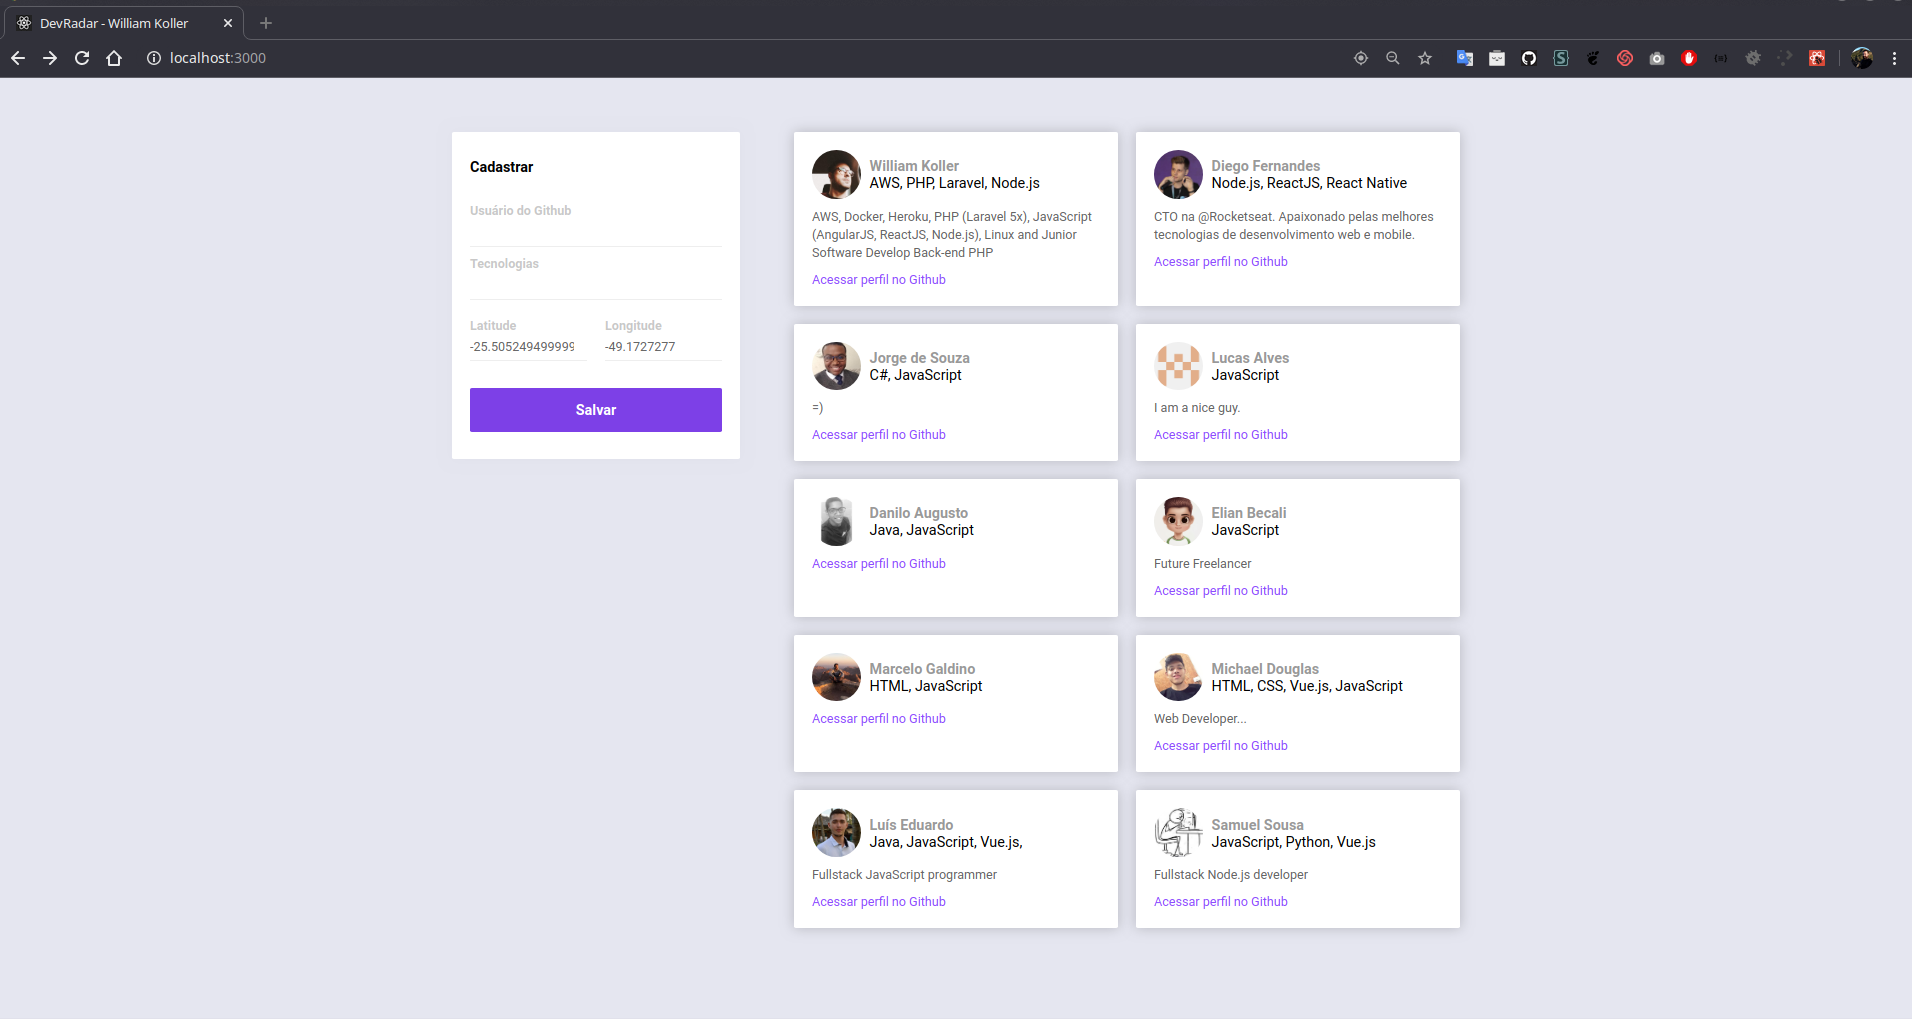 DevRadar - William Koller
localhost:3000
Cadastrar
Usuário do Github
Tecnologias
Latitude
Longitude
-25.505249499999
-49.1727277
Salvar
William Koller
AWS, PHP, Laravel, Node.js
AWS, Docker, Heroku, PHP (Laravel 5x), JavaScript
(AngularJS, ReactJS, Node.js), Linux and Junior
Software Develop Back-end PHP
Acessar perfil no Github
Diego Fernandes
Node.js, ReactJS, React Native
CTO na @Rocketseat. Apaixonado pelas melhores
tecnologias de desenvolvimento web e mobile.
Acessar perfil no Github
Jorge de Souza
C#, JavaScript
=)
Acessar perfil no Github
Lucas Alves
JavaScript
I am a nice guy.
Acessar perfil no Github
Danilo Augusto
Java, JavaScript
Acessar perfil no Github
Elian Becali
JavaScript
Future Freelancer
Acessar perfil no Github
Marcelo Galdino
HTML, JavaScript
Acessar perfil no Github
Michael Douglas
HTML, CSS, Vue.js, JavaScript
Web Developer...
Acessar perfil no Github
Luís Eduardo
Java, JavaScript, Vue.js,
Fullstack JavaScript programmer
Acessar perfil no Github
Samuel Sousa
JavaScript, Python, Vue.js
Fullstack Node.js developer
Acessar perfil no Github